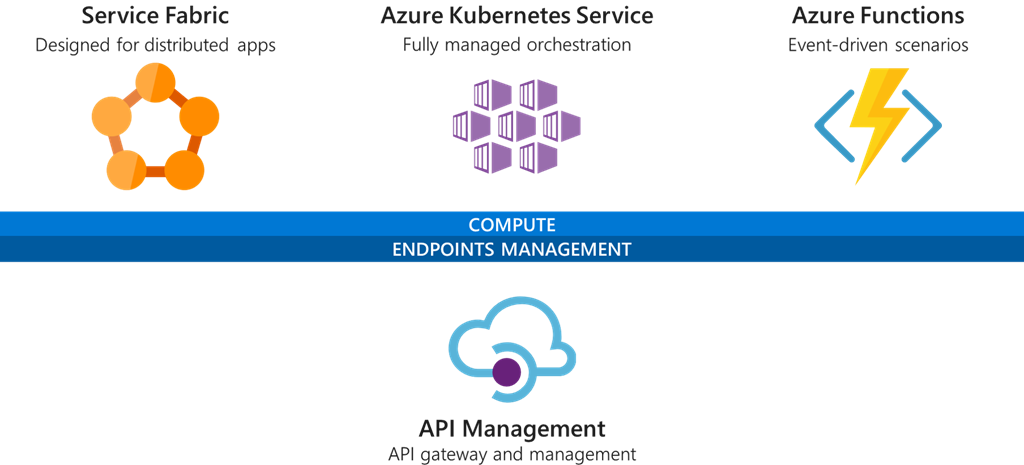 Service Fabric
Designed for distributed apps
Azure Kubernetes Service
Fully managed orchestration
Azure Functions
Event-driven scenarios
COMPUTE
ENDPOINTS MANAGEMENT
API Management
API gateway and management